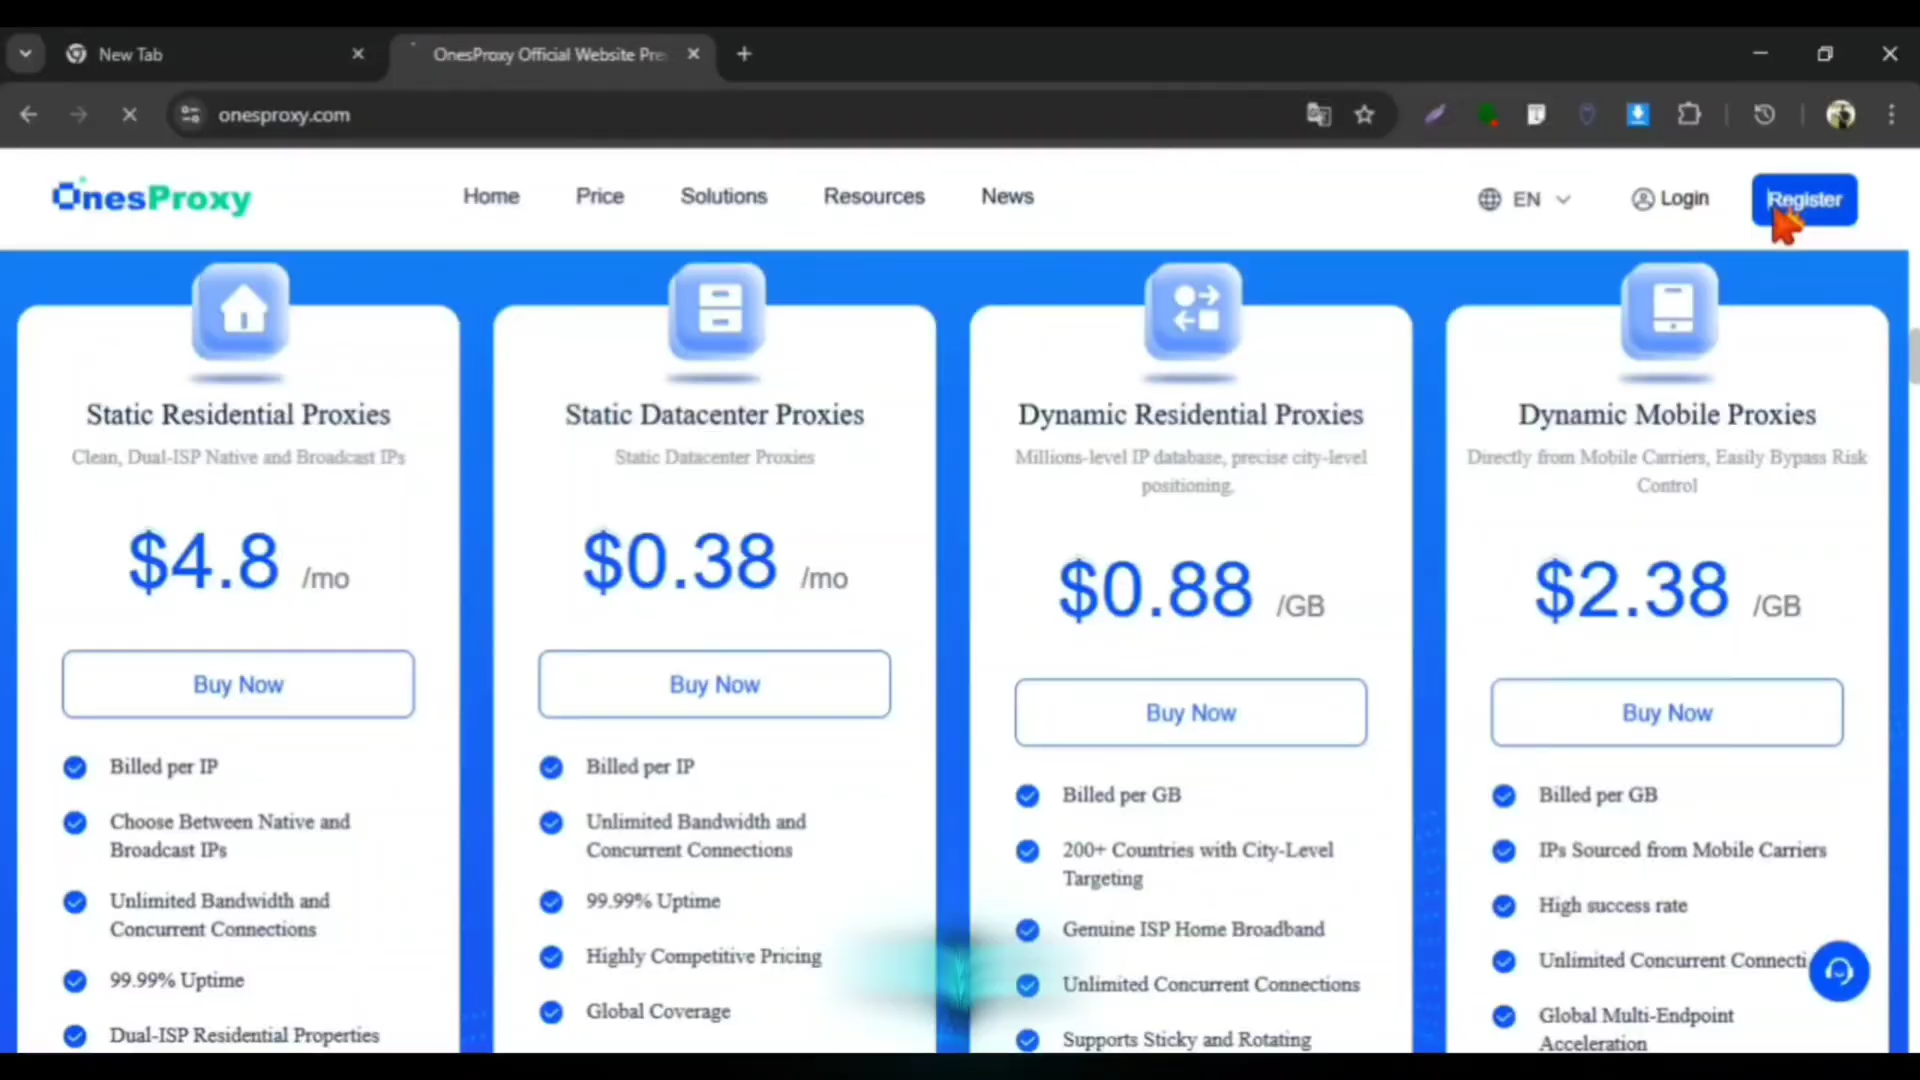 New Tab
OnesProxy Official Website Pre
onesproxy.com
OnesProxy
Home
Price
Solutions
Resources
News
EN
Login
Register
Static Residential Proxies
Clean, Dual-ISP Native and Broadcast IPs
$4.8 /mo
Buy Now
Billed per IP
Choose Between Native and
Broadcast IPs
Unlimited Bandwidth and
Concurrent Connections
99.99% Uptime
Dual-ISP Residential Properties
Static Datacenter Proxies
Static Datacenter Proxies
$0.38 /mo
Buy Now
Billed per IP
Unlimited Bandwidth and
Concurrent Connections
99.99% Uptime
Highly Competitive Pricing
Global Coverage
Dynamic Residential Proxies
Millions-level IP database, precise city-level
positioning,
$0.88 /GB
Buy Now
Billed per GB
200+ Countries with City-Level
Targeting
Genuine ISP Home Broadband
Unlimited Concurrent Connections
Supports Sticky and Rotating
Dynamic Mobile Proxies
Directly from Mobile Carriers, Easily Bypass Risk
Control
$2.38 /GB
Buy Now
Billed per GB
IPs Sourced from Mobile Carriers
High success rate
Unlimited Concurrent Connecti
Global Multi-Endpoint
Acceleration